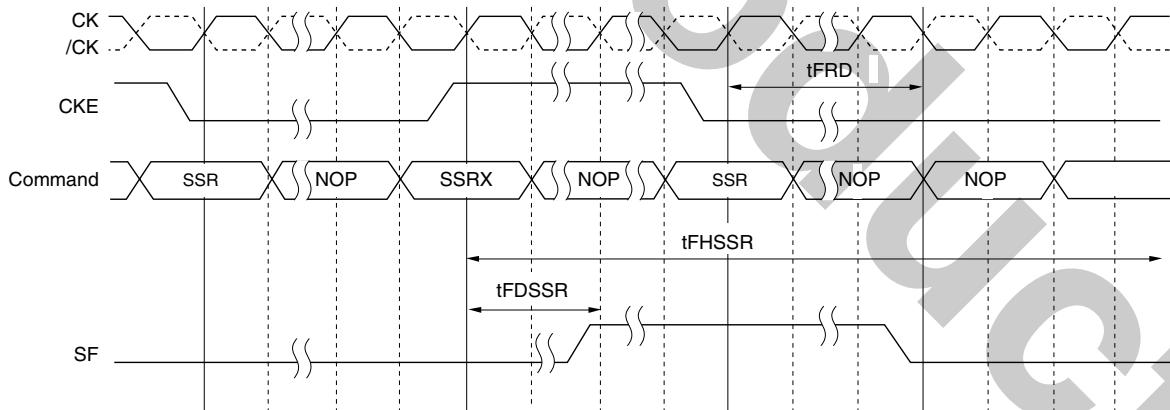 CK
/CK
tFRD
CKE
Command
SSR
NOP
SSRX
NOP
SSR
NOP
NOP
tFHSSR
tFDSSR
SF